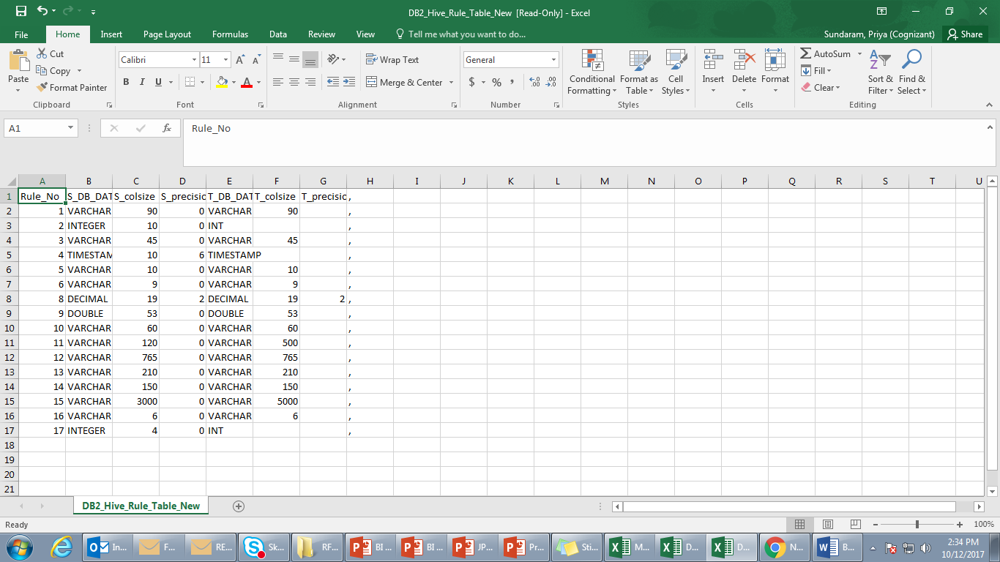 DB2_Hive_Rule_Table_New [Read-Only] - Excel
File Home Insert Page Layout Formulas Data Review View Tell me what you want to do... Sundaram, Priya (Cognizant) Share
Paste
Cut
Copy
Format Painter
Clipboard
Calibri 11
B I U
Font
Wrap Text
Merge & Center
Alignment
General
$ % ,
Number
Conditional Formatting
Format as Table
Cell Styles
Styles
Insert Delete Format
Cells
AutoSum
Fill
Clear
Sort & Filter
Find & Select
Editing
A1 fx Rule_No
A B C D E F G H I J K L M N O P Q R S T U
1 Rule_No S_DB_DAT S_colsize S_precisic T_DB_DAT T_colsize T_precisic ,
2 1 VARCHAR 90 0 VARCHAR 90 ,
3 2 INTEGER 10 0 INT ,
4 3 VARCHAR 45 0 VARCHAR 45 ,
5 4 TIMESTAM 10 6 TIMESTAMP ,
6 5 VARCHAR 10 0 VARCHAR 10 ,
7 6 VARCHAR 9 0 VARCHAR 9 ,
8 8 DECIMAL 19 2 DECIMAL 19 2 ,
9 9 DOUBLE 53 0 DOUBLE 53 ,
10 10 VARCHAR 60 0 VARCHAR 60 ,
11 11 VARCHAR 120 0 VARCHAR 500 ,
12 12 VARCHAR 765 0 VARCHAR 765 ,
13 13 VARCHAR 210 0 VARCHAR 210 ,
14 14 VARCHAR 150 0 VARCHAR 150 ,
15 15 VARCHAR 3000 0 VARCHAR 5000 ,
16 16 VARCHAR 6 0 VARCHAR 6 ,
17 17 INTEGER 4 0 INT ,
18
19
20
21
DB2_Hive_Rule_Table_New
Ready 100%
In... F... RE... Sk... RF... BI ... BI ... JP... Pr... Sti... M... D... D... N... B... 2:34 PM
10/12/2017